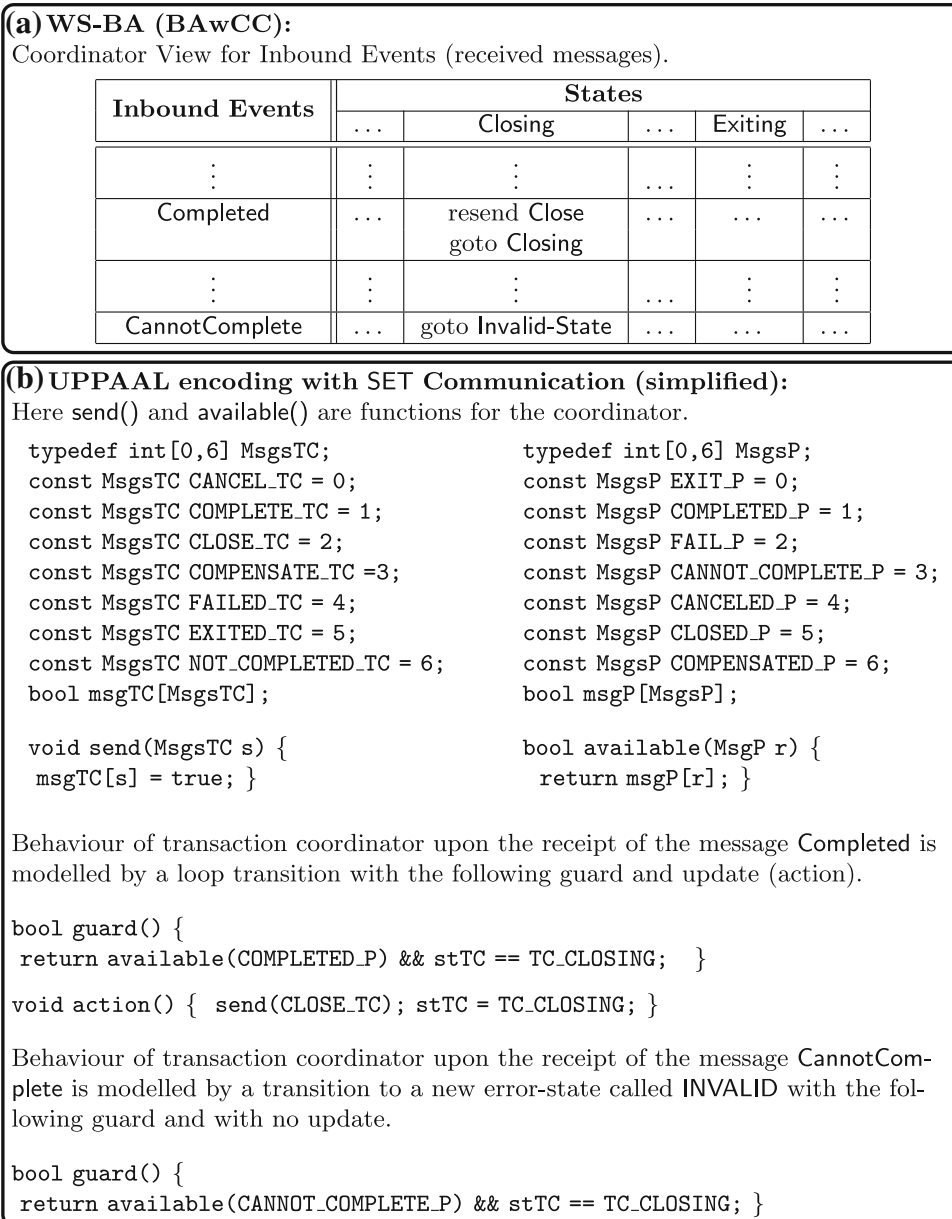 (a) WS-BA (BAwCC):
Coordinator View for Inbound Events (received messages).
Inbound Events States
... Closing ... Exiting ...
⋮ ⋮ ⋮ ... ⋮ ⋮
Completed ... resend Close ... ... ...
goto Closing
⋮ ⋮ ⋮ ... ⋮ ⋮
CannotComplete ... goto Invalid-State ... ... ...
(b) UPPAAL encoding with SET Communication (simplified):
Here send() and available() are functions for the coordinator.
typedef int[0,6] MsgsTC; typedef int[0,6] MsgsP;
const MsgsTC CANCEL_TC = 0; const MsgsP EXIT_P = 0;
const MsgsTC COMPLETE_TC = 1; const MsgsP COMPLETED_P = 1;
const MsgsTC CLOSE_TC = 2; const MsgsP FAIL_P = 2;
const MsgsTC COMPENSATE_TC =3; const MsgsP CANNOT_COMPLETE_P = 3;
const MsgsTC FAILED_TC = 4; const MsgsP CANCELED_P = 4;
const MsgsTC EXITED_TC = 5; const MsgsP CLOSED_P = 5;
const MsgsTC NOT_COMPLETED_TC = 6; const MsgsP COMPENSATED_P = 6;
bool msgTC[MsgsTC]; bool msgP[MsgsP];
void send(MsgsTC s) { bool available(MsgP r) {
msgTC[s] = true; } return msgP[r]; }
Behaviour of transaction coordinator upon the receipt of the message Completed is
modelled by a loop transition with the following guard and update (action).
bool guard() {
return available(COMPLETED_P) && stTC == TC_CLOSING; }
void action() { send(CLOSE_TC); stTC = TC_CLOSING; }
Behaviour of transaction coordinator upon the receipt of the message CannotCom-
plete is modelled by a transition to a new error-state called INVALID with the fol-
lowing guard and with no update.
bool guard() {
return available(CANNOT_COMPLETE_P) && stTC == TC_CLOSING; }